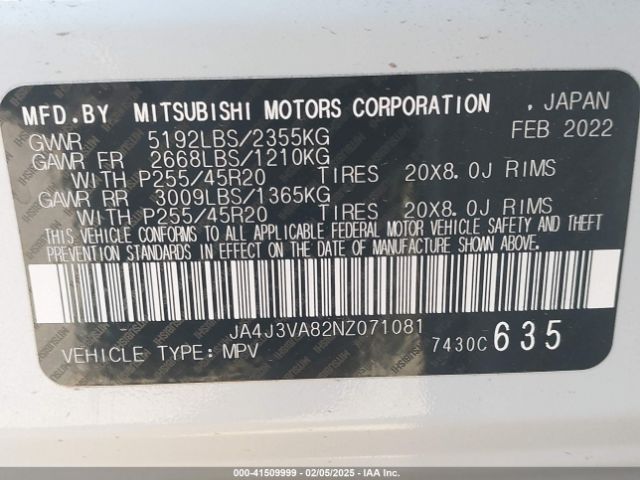 MFD.BY MITSUBISHI MOTORS CORPORATION , JAPAN
GWVR 5192LBS/2355KG FEB 2022
GAWR FR 2668LBS/1210KG
WITH P255/45R20 TIRES 20X8.0J RIMS
GAWR RR 3009LBS/1365KG
WITH P255/45R20 TIRES 20X8.0J RIMS
THIS VEHICLE CONFORMS TO ALL APPLICABLE FEDERAL MOTOR VEHICLE SAFETY AND THEFT
PREVENTION STANDARDS IN EFFECT ON THE DATE OF MANUFACTURE SHOWN ABOVE.
JA4J3VA82NZ071081
VEHICLE TYPE: MPV 7430C 635
000-41509999 - 02/05/2025 - IAAI.COM